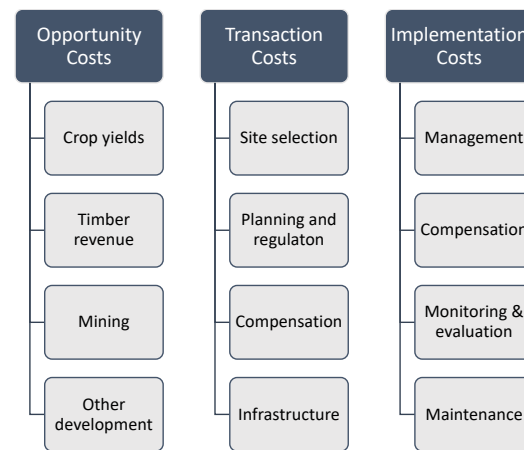 Opportunity
Costs
Crop yields
Timber
revenue
Mining
Other
development
Transaction
Costs
Site selection
Planning and
regulaton
Compensation
Infrastructure
Implementation
Costs
Management
Compensation
Monitoring &
evaluation
Maintenance